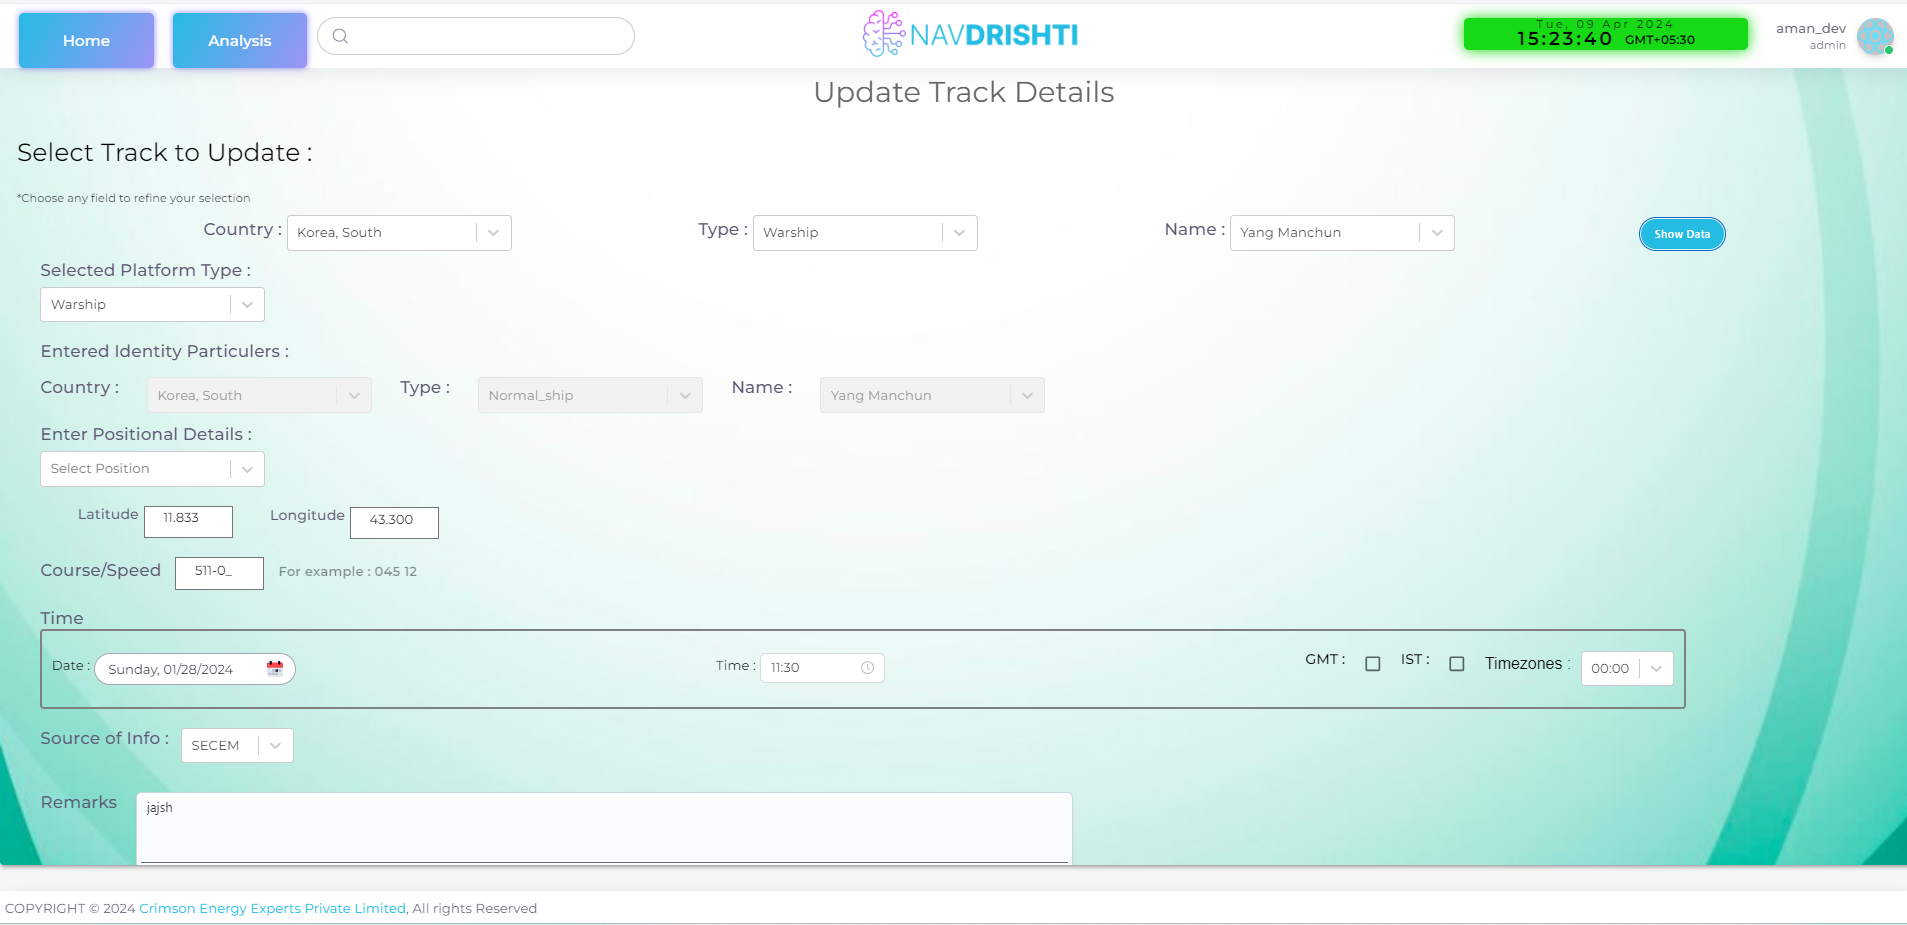 Home
Analysis
NAVDRISHTI
Tue, 09 Apr 2024
15:23:40 GMT+05:30
aman_dev
admin
Update Track Details
Select Track to Update :
*Choose any field to refine your selection
Country : Korea, South Type : Warship Name : Yang Manchun Show Data
Selected Platform Type :
Warship
Entered Identity Particulers :
Country : Korea, South Type : Normal_ship Name : Yang Manchun
Enter Positional Details :
Select Position
Latitude 11.833 Longitude 43.300
Course/Speed 511-0_ For example : 045 12
Time
Date : Sunday, 01/28/2024 Time : 11:30 GMT : IST : Timezones : 00:00
Source of Info : SECEM
Remarks jajsh
COPYRIGHT © 2024 Crimson Energy Experts Private Limited, All rights Reserved